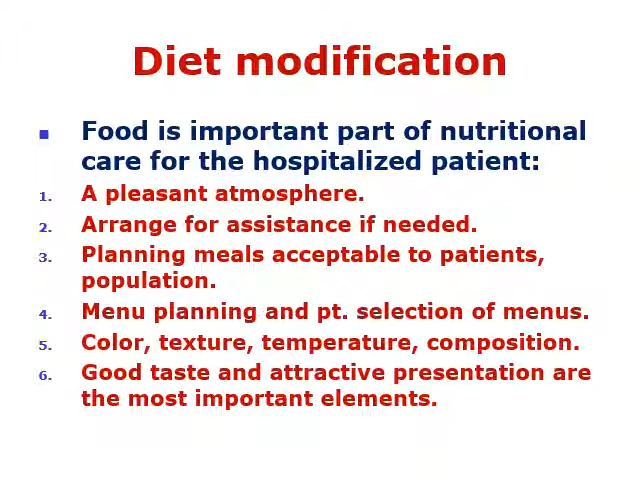 Diet modification
Food is important part of nutritional
care for the hospitalized patient:
1. A pleasant atmosphere.
2. Arrange for assistance if needed.
3. Planning meals acceptable to patients,
population.
4. Menu planning and pt. selection of menus.
5. Color, texture, temperature, composition.
6. Good taste and attractive presentation are
the most important elements.